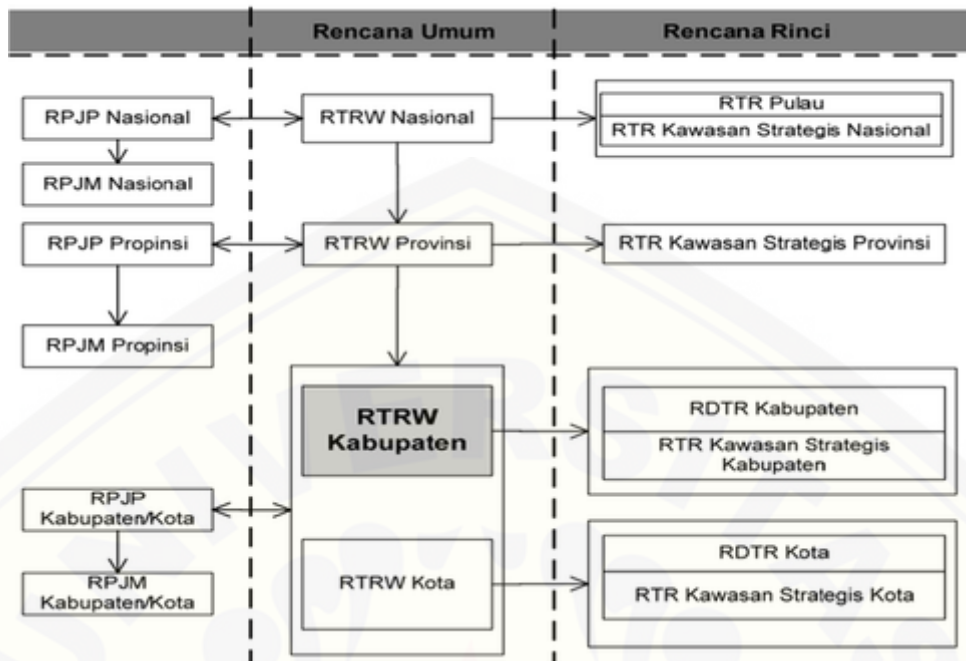 Rencana Umum
Rencana Rinci
RPJP Nasional
RTRW Nasional
RTR Pulau
RTR Kawasan Strategis Nasional
RPJM Nasional
RPJP Propinsi
RTRW Provinsi
RTR Kawasan Strategis Provinsi
RPJM Propinsi
RTRW
Kabupaten
RDTR Kabupaten
RTR Kawasan Strategis
Kabupaten
RPJP
Kabupaten/Kota
RPJM
Kabupaten/Kota
RTRW Kota
RDTR Kota
RTR Kawasan Strategis Kota
UNIVERSITAS